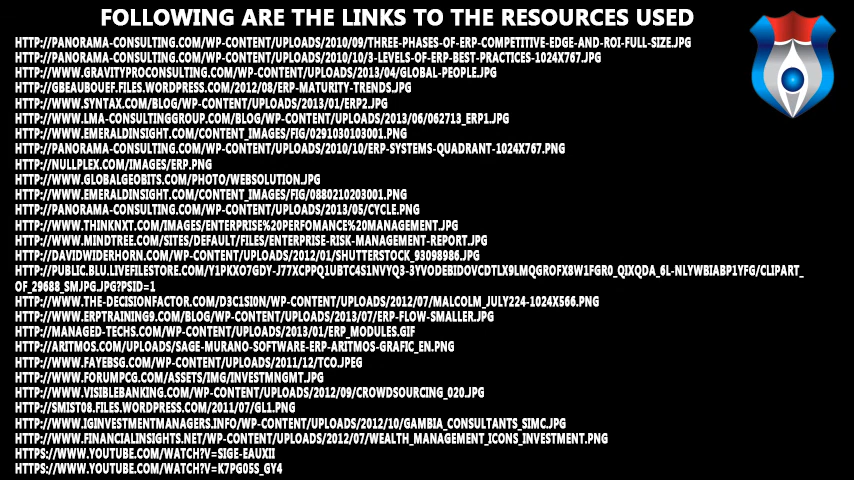 FOLLOWING ARE THE LINKS TO THE RESOURCES USED
HTTP://PANORAMA-CONSULTING.COM/WP-CONTENT/UPLOADS/2010/09/THREE-PHASES-OF-ERP-COMPETITIVE-EDGE-AND-ROI-FULL-SIZE.JPG
HTTP://PANORAMA-CONSULTING.COM/WP-CONTENT/UPLOADS/2010/10/3-LEVELS-OF-ERP-BEST-PRACTICES-1024X767.JPG
HTTP://WWW.GRAVITYPROCONSULTING.COM/WP-CONTENT/UPLOADS/2013/04/GLOBAL-PEOPLE.JPG
HTTP://GBEAUBOUEF.FILES.WORDPRESS.COM/2012/08/ERP-MATURITY-TRENDS.JPG
HTTP://WWW.SYNTAX.COM/BLOG/WP-CONTENT/UPLOADS/2013/01/ERP2.JPG
HTTP://WWW.LMA-CONSULTINGGROUP.COM/BLOG/WP-CONTENT/UPLOADS/2013/06/062713_ERP1.JPG
HTTP://WWW.EMERALDINSIGHT.COM/CONTENT_IMAGES/FIG/0291030103001.PNG
HTTP://PANORAMA-CONSULTING.COM/WP-CONTENT/UPLOADS/2010/10/ERP-SYSTEMS-QUADRANT-1024X767.PNG
HTTP://NULLPLEX.COM/IMAGES/ERP.PNG
HTTP://WWW.GLOBALGEOBITS.COM/PHOTO/WEBSOLUTION.JPG
HTTP://WWW.EMERALDINSIGHT.COM/CONTENT_IMAGES/FIG/0880210203001.PNG
HTTP://PANORAMA-CONSULTING.COM/WP-CONTENT/UPLOADS/2013/05/CYCLE.PNG
HTTP://WWW.THINKNXT.COM/IMAGES/ENTERPRISE%20PERFOMANCE%20MANAGEMENT.JPG
HTTP://WWW.MINDTREE.COM/SITES/DEFAULT/FILES/ENTERPRISE-RISK-MANAGEMENT-REPORT.JPG
HTTP://DAVIDWIDERHORN.COM/WP-CONTENT/UPLOADS/2012/01/SHUTTERSTOCK_93098986.JPG
HTTP://PUBLIC.BLU.LIVEFILESTORE.COM/Y1PKXO7GDY-J77XCPPQ1UBTC4S1NVYQ3-3YVODEBIDOVCDTLX9LMQGROFX8W1FGR0_QIXQDA_6L-NLYWBIABP1YFG/CLIPART_
OF_29688_SMJPG.JPG?PSID=1
HTTP://WWW.THE-DECISIONFACTOR.COM/D3C1SI0N/WP-CONTENT/UPLOADS/2012/07/MALCOLM_JULY224-1024X566.PNG
HTTP://WWW.ERPTRAINING9.COM/BLOG/WP-CONTENT/UPLOADS/2013/07/ERP-FLOW-SMALLER.JPG
HTTP://MANAGED-TECHS.COM/WP-CONTENT/UPLOADS/2013/01/ERP_MODULES.GIF
HTTP://ARITMOS.COM/UPLOADS/SAGE-MURANO-SOFTWARE-ERP-ARITMOS-GRAFIC_EN.PNG
HTTP://WWW.FAYEBSG.COM/WP-CONTENT/UPLOADS/2011/12/TCO.JPEG
HTTP://WWW.FORUMPCG.COM/ASSETS/IMG/INVESTMNGMT.JPG
HTTP://WWW.VISIBLEBANKING.COM/WP-CONTENT/UPLOADS/2012/09/CROWDSOURCING_020.JPG
HTTP://SMIST08.FILES.WORDPRESS.COM/2011/07/GL1.PNG
HTTP://WWW.IGINVESTMENTMANAGERS.INFO/WP-CONTENT/UPLOADS/2012/10/GAMBIA_CONSULTANTS_SIMC.JPG
HTTP://WWW.FINANCIALINSIGHTS.NET/WP-CONTENT/UPLOADS/2012/07/WEALTH_MANAGEMENT_ICONS_INVESTMENT.PNG
HTTPS://WWW.YOUTUBE.COM/WATCH?V=SIGE-EAUXII
HTTPS://WWW.YOUTUBE.COM/WATCH?V=K7PG05S_GY4